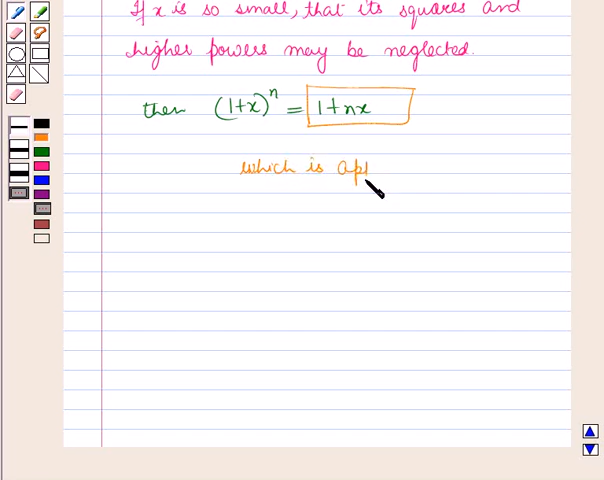 If x is so small, that its squares and
higher powers may be neglected.
then (1+x)^n = 1+nx
which is app